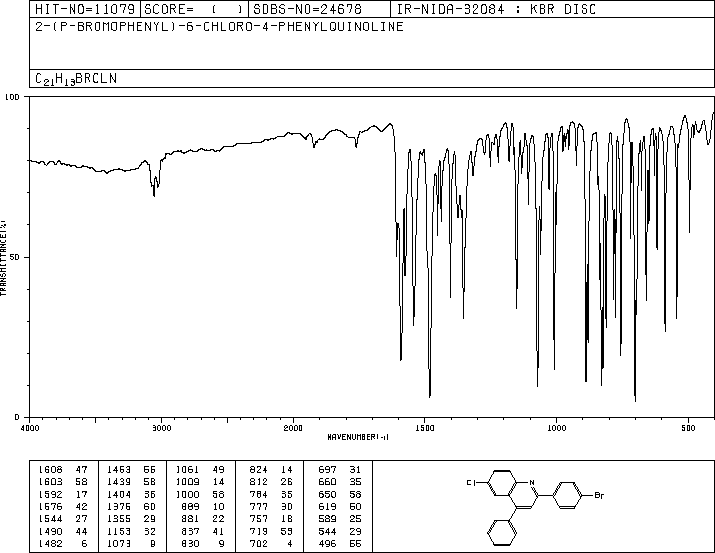 HIT-NO=11079 SCORE= ( ) SDBS-NO=24678 IR-NIDA-32084 : KBR DISC
2-(P-BROMOPHENYL)-6-CHLORO-4-PHENYLQUINOLINE
C21H13BRCLN
100
50
0
TRANSMITTANCE(%)
4000 3000 2000 1500 1000 500
WAVENUMBER(-1)
1608 47 1453 55 1061 49 824 14 697 31
1603 58 1439 58 1009 14 812 26 660 35
1592 17 1404 36 1000 58 784 35 650 58
1576 42 1376 60 889 10 777 30 619 50
1544 27 1355 29 881 22 757 18 589 25
1490 44 1153 32 837 41 719 55 544 29
1482 6 1073 9 830 9 702 4 496 55
Cl N Br